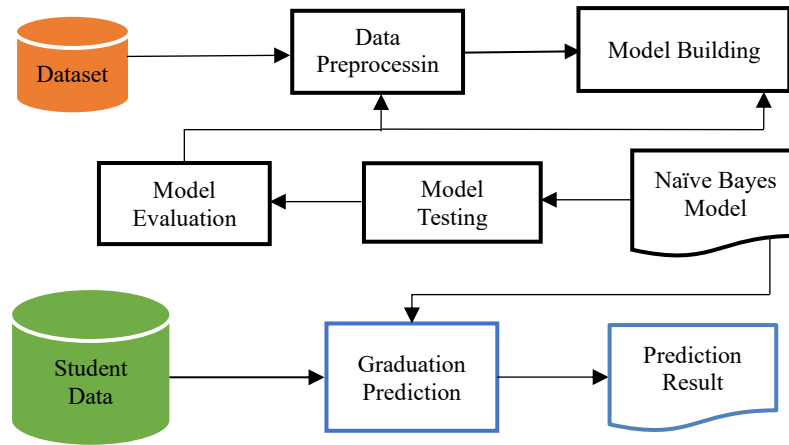 Dataset
Data
Preprocessin
Model Building
Model
Evaluation
Model
Testing
Naïve Bayes
Model
Student
Data
Graduation
Prediction
Prediction
Result